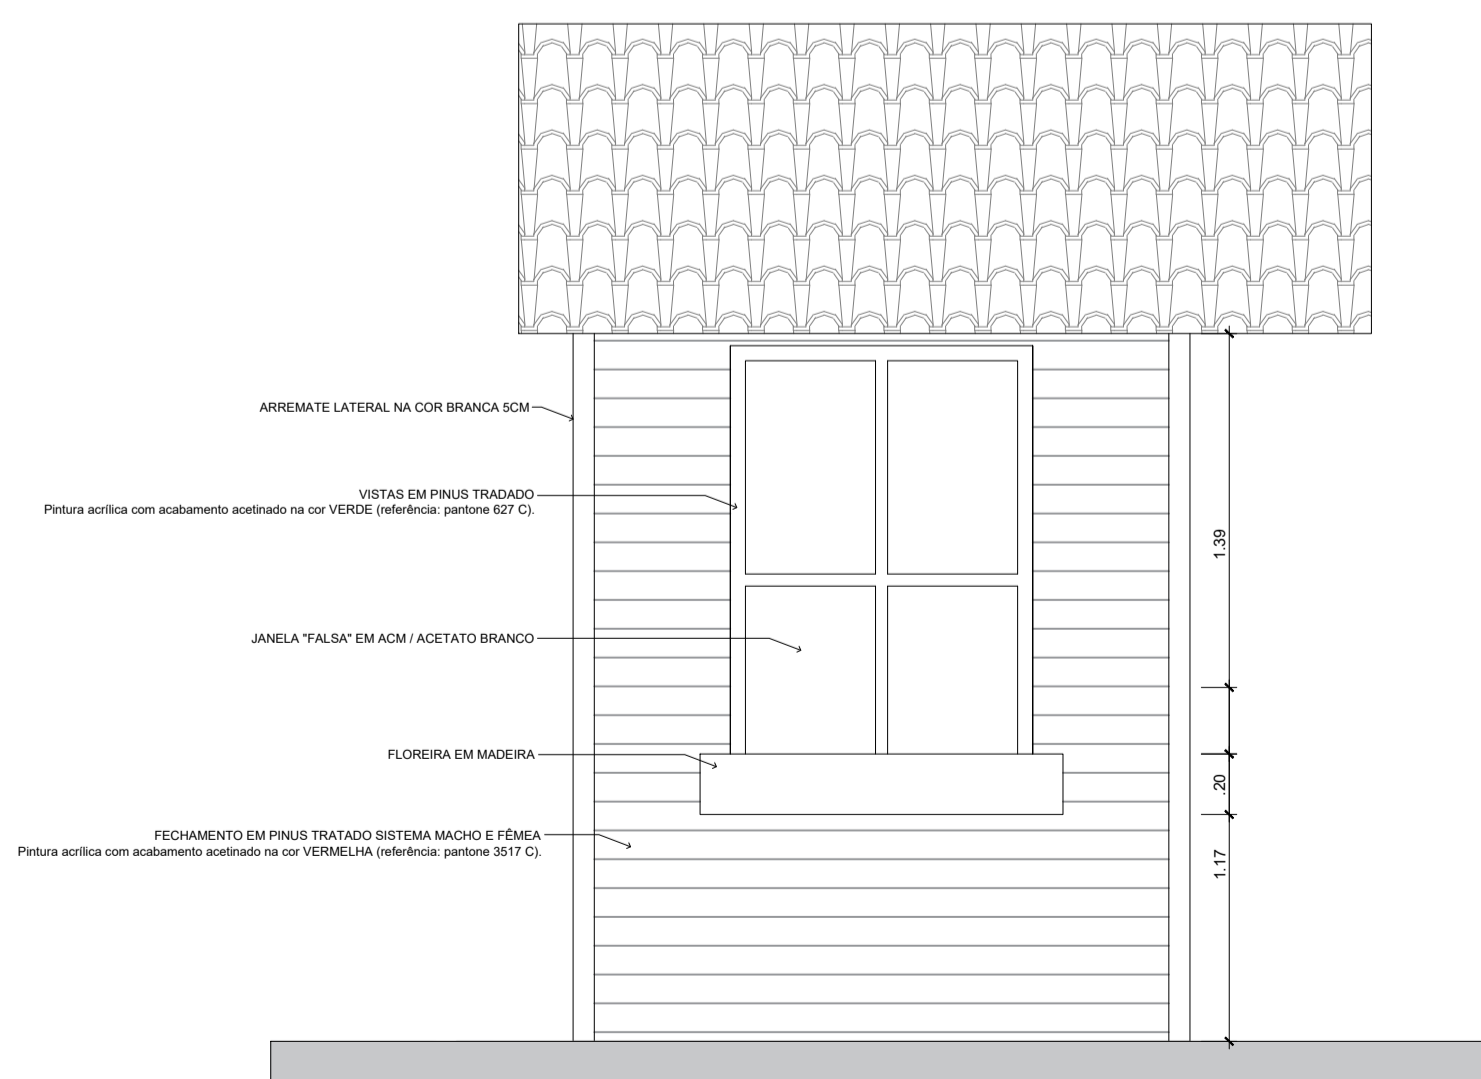 ARREMATE LATERAL NA COR BRANCA 5CM
VISTAS EM PINUS TRADADO
Pintura acrílica com acabamento acetinado na cor VERDE (referência: pantone 627 C).
1.39
JANELA "FALSA" EM ACM / ACETATO BRANCO
FLOREIRA EM MADEIRA
.20
FECHAMENTO EM PINUS TRATADO SISTEMA MACHO E FÊMEA
Pintura acrílica com acabamento acetinado na cor VERMELHA (referência: pantone 3517 C).
1.17